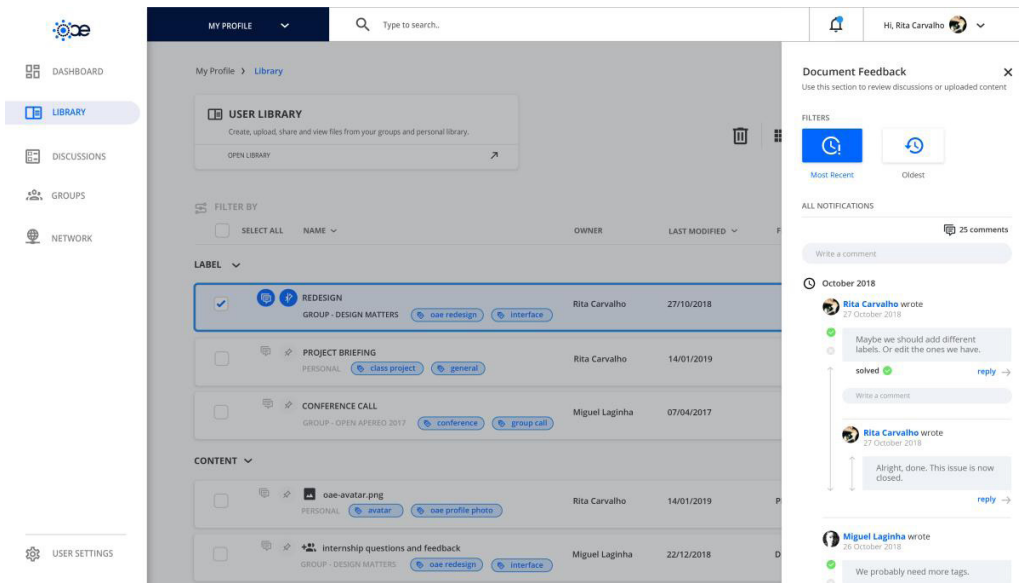 oae
MY PROFILE
Type to search..
Hi, Rita Carvalho
DASHBOARD
LIBRARY
DISCUSSIONS
GROUPS
NETWORK
USER SETTINGS
My Profile > Library
USER LIBRARY
Create, upload, share and view files from your groups and personal library.
OPEN LIBRARY
FILTER BY
SELECT ALL NAME OWNER LAST MODIFIED F
LABEL
REDESIGN
GROUP - DESIGN MATTERS oae redesign interface
Rita Carvalho 27/10/2018
PROJECT BRIEFING
PERSONAL class project general
Rita Carvalho 14/01/2019
CONFERENCE CALL
GROUP - OPEN APEREO 2017 conference group call
Miguel Laginha 07/04/2017
CONTENT
oae-avatar.png
PERSONAL avatar oae profile photo
Rita Carvalho 14/01/2019 P
internship questions and feedback
GROUP - DESIGN MATTERS oae redesign interface
Miguel Laginha 22/12/2018 D
Document Feedback
Use this section to review discussions or uploaded content
FILTERS
Most Recent Oldest
ALL NOTIFICATIONS
25 comments
Write a comment
October 2018
Rita Carvalho wrote
27 October 2018
Maybe we should add different
labels. Or edit the ones we have.
solved reply
Write a comment
Rita Carvalho wrote
27 October 2018
Alright, done. This issue is now
closed.
reply
Miguel Laginha wrote
26 October 2018
We probably need more tags.